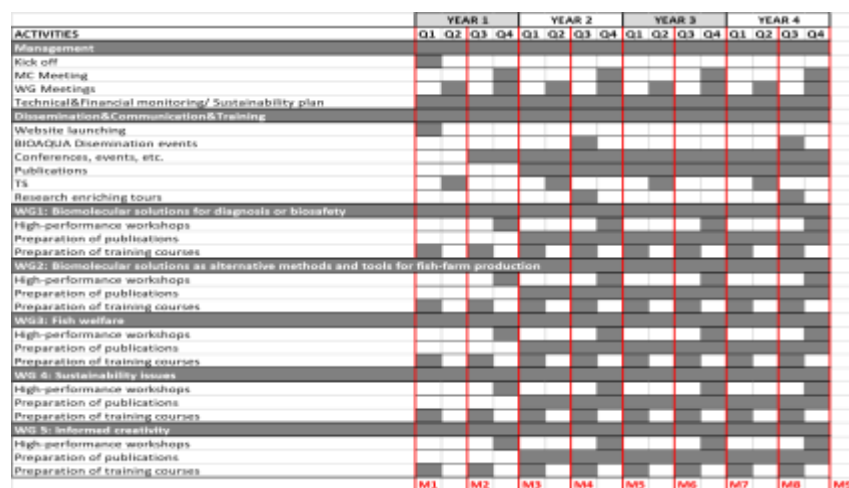 YEAR 1 YEAR 2 YEAR 3 YEAR 4
ACTIVITIES Q1 Q2 Q3 Q4 Q1 Q2 Q3 Q4 Q1 Q2 Q3 Q4 Q1 Q2 Q3 Q4
Management
Kick off
MC Meeting
WG Meetings
Technical&Financial monitoring/ Sustainability plan
Dissemination&Communication&Training
Website launching
BIOAQUA Disemination events
Conferences, events, etc.
Publications
TS
Research enriching tours
WG1: Biomolecular solutions for diagnosis or biosafety
High-performance workshops
Preparation of publications
Preparation of training courses
WG2: Biomolecular solutions as alternative methods and tools for fish-farm production
High-performance workshops
Preparation of publications
Preparation of training courses
WG3: Fish welfare
High-performance workshops
Preparation of publications
Preparation of training courses
WG 4: Sustainability issues
High-performance workshops
Preparation of publications
Preparation of training courses
WG 5: Informed creativity
High-performance workshops
Preparation of publications
Preparation of training courses
M1 M2 M3 M4 M5 M6 M7 M8 M9